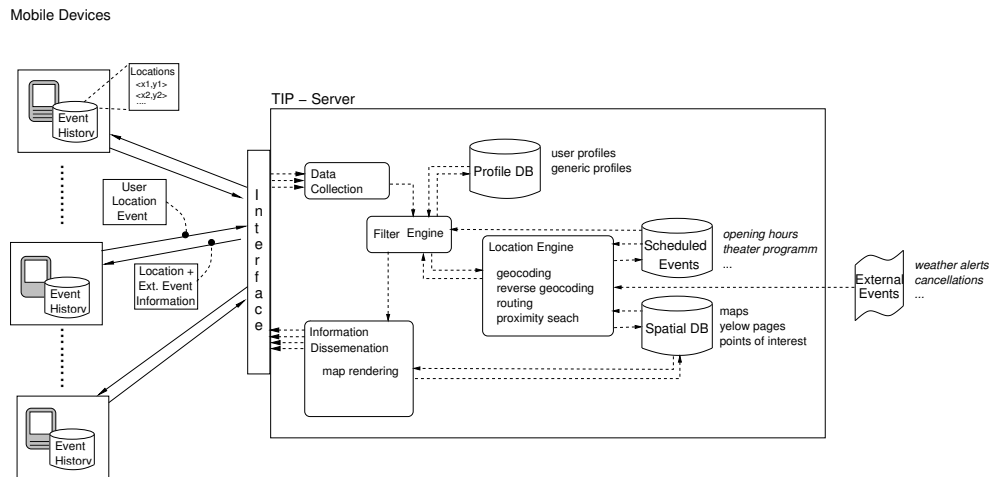 Mobile Devices
Locations
<x1,y1>
<x2,y2>
....
Event
History
TIP – Server
User
Location
Event
Event
History
Location +
Ext. Event
Information
Event
History
Interface
Data
Collection
Profile DB
user profiles
generic profiles
Filter Engine
Location Engine
geocoding
reverse geocoding
routing
proximity seach
Scheduled
Events
opening hours
theater programm
...
External
Events
weather alerts
cancellations
...
Spatial DB
maps
yelow pages
points of interest
Information
Dissemenation
map rendering